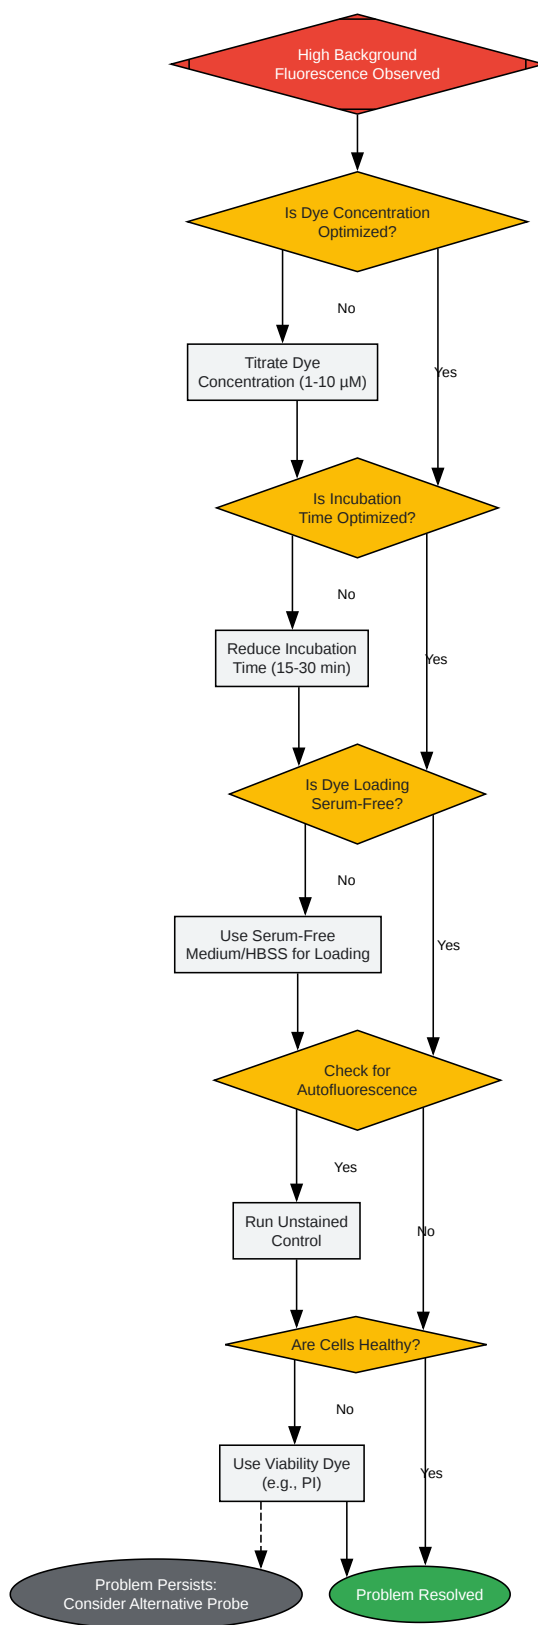 High Background
Fluorescence Observed
Is Dye Concentration
Optimized?
No
Titrate Dye
Concentration (1-10 µM)
Yes
Is Incubation
Time Optimized?
No
Reduce Incubation
Time (15-30 min)
Yes
Is Dye Loading
Serum-Free?
No
Use Serum-Free
Medium/HBSS for Loading
Yes
Check for
Autofluorescence
Yes
Run Unstained
Control
No
Are Cells Healthy?
No
Use Viability Dye
(e.g., PI)
Yes
Problem Persists:
Consider Alternative Probe
Problem Resolved